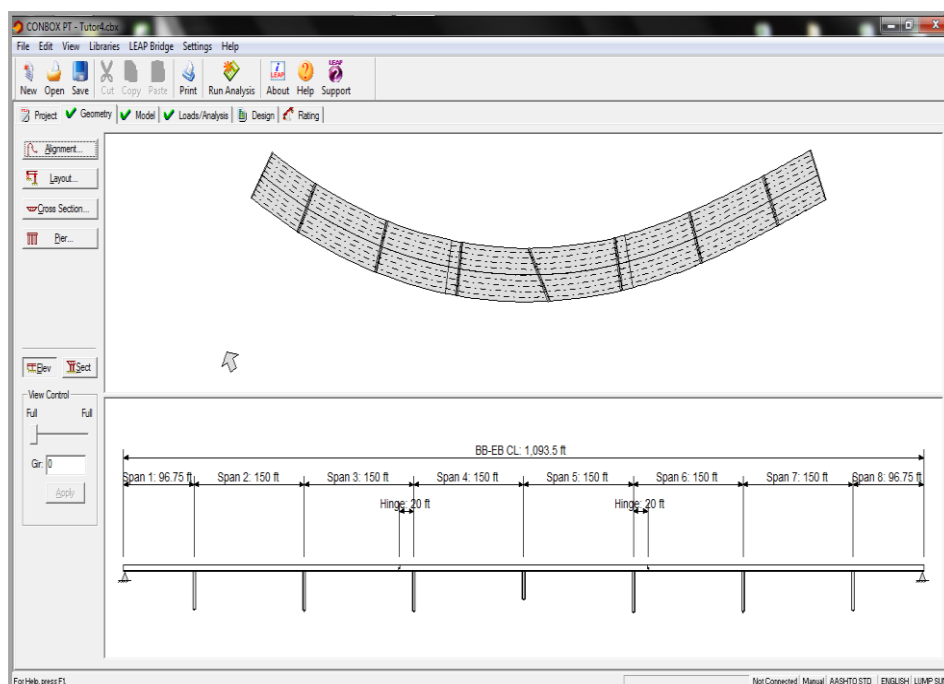 CONBOX PT - Tutor4.cbx
File Edit View Libraries LEAP Bridge Settings Help
LEAP LEAP
New Open Save Cut Copy Paste Print Run Analysis About Help Support
Project Geometry Model Loads/Analysis Design Rating
Alignment...
Layout...
Cross Section...
Pier...
Elev Sect
View Control
Full Full
Gir: 0
Apply
BB-EB CL: 1,093.5 ft
Span 1: 96.75 ft Span 2: 150 ft Span 3: 150 ft Span 4: 150 ft Span 5: 150 ft Span 6: 150 ft Span 7: 150 ft Span 8: 96.75 ft
Hinge: 20 ft Hinge: 20 ft
For Help, press F1. Not Connected Manual AASHTO STD ENGLISH LUMP SUM